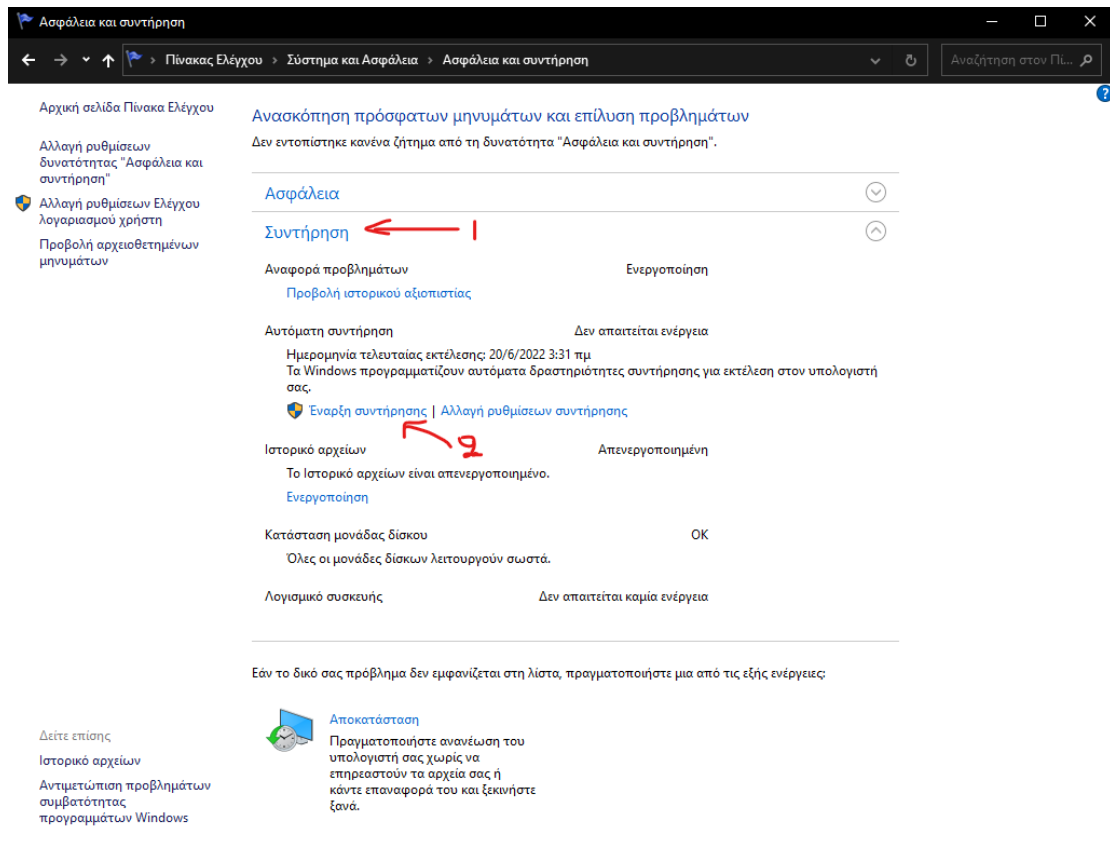 Ασφάλεια και συντήρηση
Πίνακας Ελέγχου › Σύστημα και Ασφάλεια › Ασφάλεια και συντήρηση
Αναζήτηση στον Πί...
Αρχική σελίδα Πίνακα Ελέγχου
Αλλαγή ρυθμίσεων
δυνατότητας "Ασφάλεια και
συντήρηση"
Αλλαγή ρυθμίσεων Ελέγχου
λογαριασμού χρήστη
Προβολή αρχειοθετημένων
μηνυμάτων
Ανασκόπηση πρόσφατων μηνυμάτων και επίλυση προβλημάτων
Δεν εντοπίστηκε κανένα ζήτημα από τη δυνατότητα "Ασφάλεια και συντήρηση".
Ασφάλεια
Συντήρηση 1
Αναφορά προβλημάτων Ενεργοποίηση
Προβολή ιστορικού αξιοπιστίας
Αυτόματη συντήρηση Δεν απαιτείται ενέργεια
Ημερομηνία τελευταίας εκτέλεσης: 20/6/2022 3:31 πμ
Τα Windows προγραμματίζουν αυτόματα δραστηριότητες συντήρησης για εκτέλεση στον υπολογιστή
σας.
Έναρξη συντήρησης | Αλλαγή ρυθμίσεων συντήρησης
2
Ιστορικό αρχείων Απενεργοποιημένη
Το Ιστορικό αρχείων είναι απενεργοποιημένο.
Ενεργοποίηση
Κατάσταση μονάδας δίσκου OK
Όλες οι μονάδες δίσκων λειτουργούν σωστά.
Λογισμικό συσκευής Δεν απαιτείται καμία ενέργεια
Εάν το δικό σας πρόβλημα δεν εμφανίζεται στη λίστα, πραγματοποιήστε μια από τις εξής ενέργειες:
Αποκατάσταση
Πραγματοποιήστε ανανέωση του
υπολογιστή σας χωρίς να
επηρεαστούν τα αρχεία σας ή
κάντε επαναφορά του και ξεκινήστε
ξανά.
Δείτε επίσης
Ιστορικό αρχείων
Αντιμετώπιση προβλημάτων
συμβατότητας
προγραμμάτων Windows